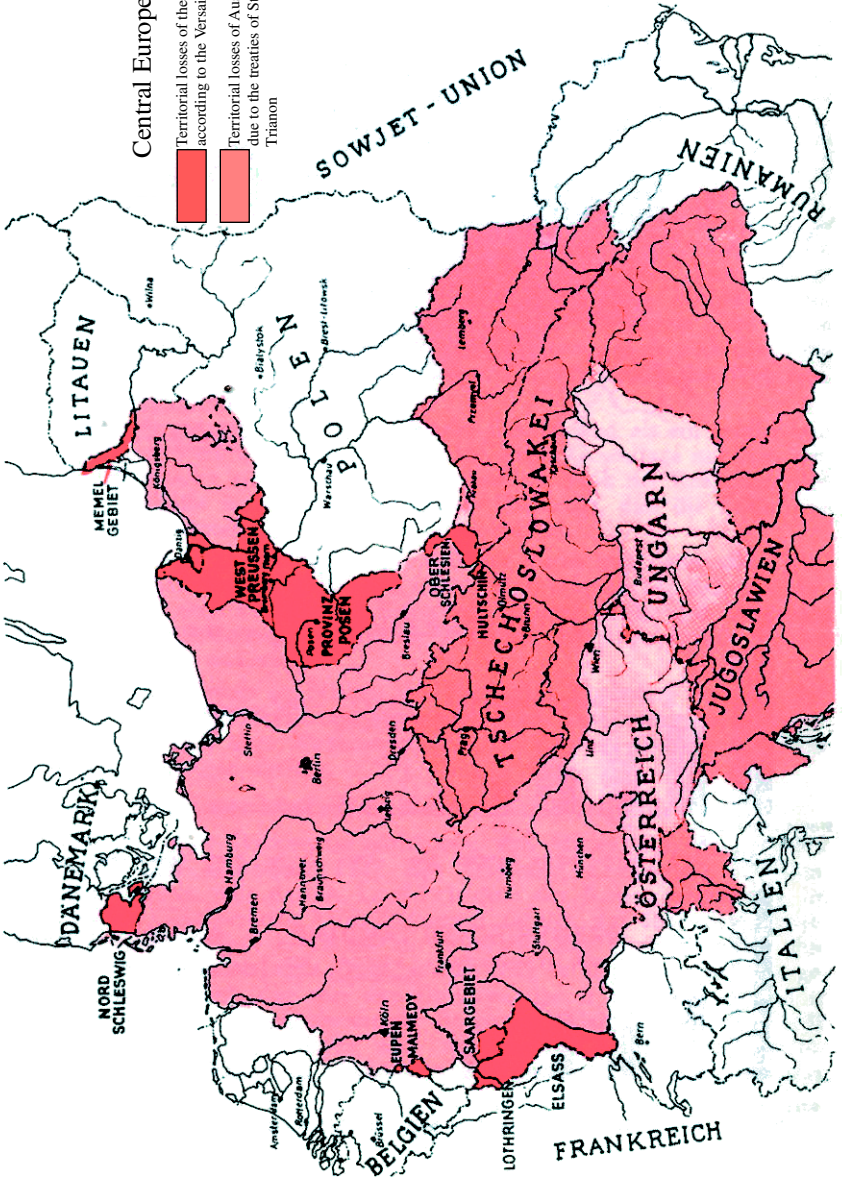 Central Europe
Territorial losses of the
according to the Versai
Territorial losses of Au
due to the treaties of St
Trianon
SOWJET-UNION
LITAUEN
Wilna
MEMEL
GEBIET
Königsberg
Danzig
WEST
PREUSSEN
Thorn
PROVINZ
POSEN
Posen
POLEN
Bialystok
Brest-Litowsk
Warschau
DÄNEMARK
NORD
SCHLESWIG
Hamburg
Bremen
Stettin
Berlin
Hannover
Braunschweig
Leipzig
Dresden
Breslau
OBER
SCHLESIEN
HULTSCHIN
Krakau
Przemysl
Lemberg
Amsterdam
Rotterdam
Brüssel
BELGIEN
Köln
EUPEN
MALMEDY
Frankfurt
SAARGEBIET
LOTHRINGEN
ELSASS
FRANKREICH
Nürnberg
Stuttgart
München
Prag
Olmütz
Brünn
TSCHECHOSLOWAKEI
Kaschau
Linz
Wien
ÖSTERREICH
Budapest
UNGARN
RUMANIEN
JUGOSLAWIEN
ITALIEN
Bern